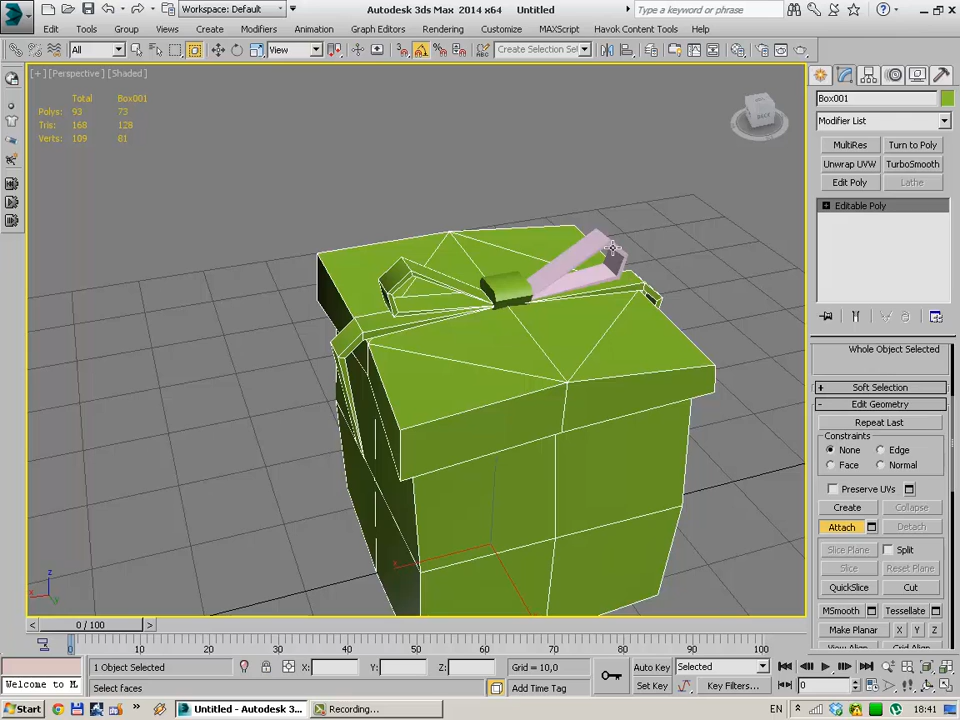 Workspace: Default
Autodesk 3ds Max 2014 x64 Untitled
Type a keyword or phrase
Edit Tools Group Views Create Modifiers Animation Graph Editors Rendering Customize MAXScript Havok Content Tools Help
All View Create Selection Se
[+] [Perspective] [Shaded]
Total Box001
Polys: 93 73
Tris: 168 128
Verts: 109 81
BACK
Box001
Modifier List
MultiRes Turn to Poly
Unwrap UVW TurboSmooth
Edit Poly Lathe
Editable Poly
Whole Object Selected
+ Soft Selection
- Edit Geometry
Repeat Last
Constraints
None Edge
Face Normal
Preserve UVs
Create Collapse
Attach Detach
Slice Plane Split
Slice Reset Plane
QuickSlice Cut
MSmooth Tessellate
Make Planar X Y Z
View Align Grid Align
z
x
y
x
< 0 / 100 >
0 10 20 30 40 50 60 70 80 90 100
1 Object Selected X: Y: Z: Grid = 10,0 Auto Key Selected
Welcome to M Select faces Add Time Tag Set Key Key Filters... 0
Start Untitled - Autodesk 3... Recording... EN 18:41